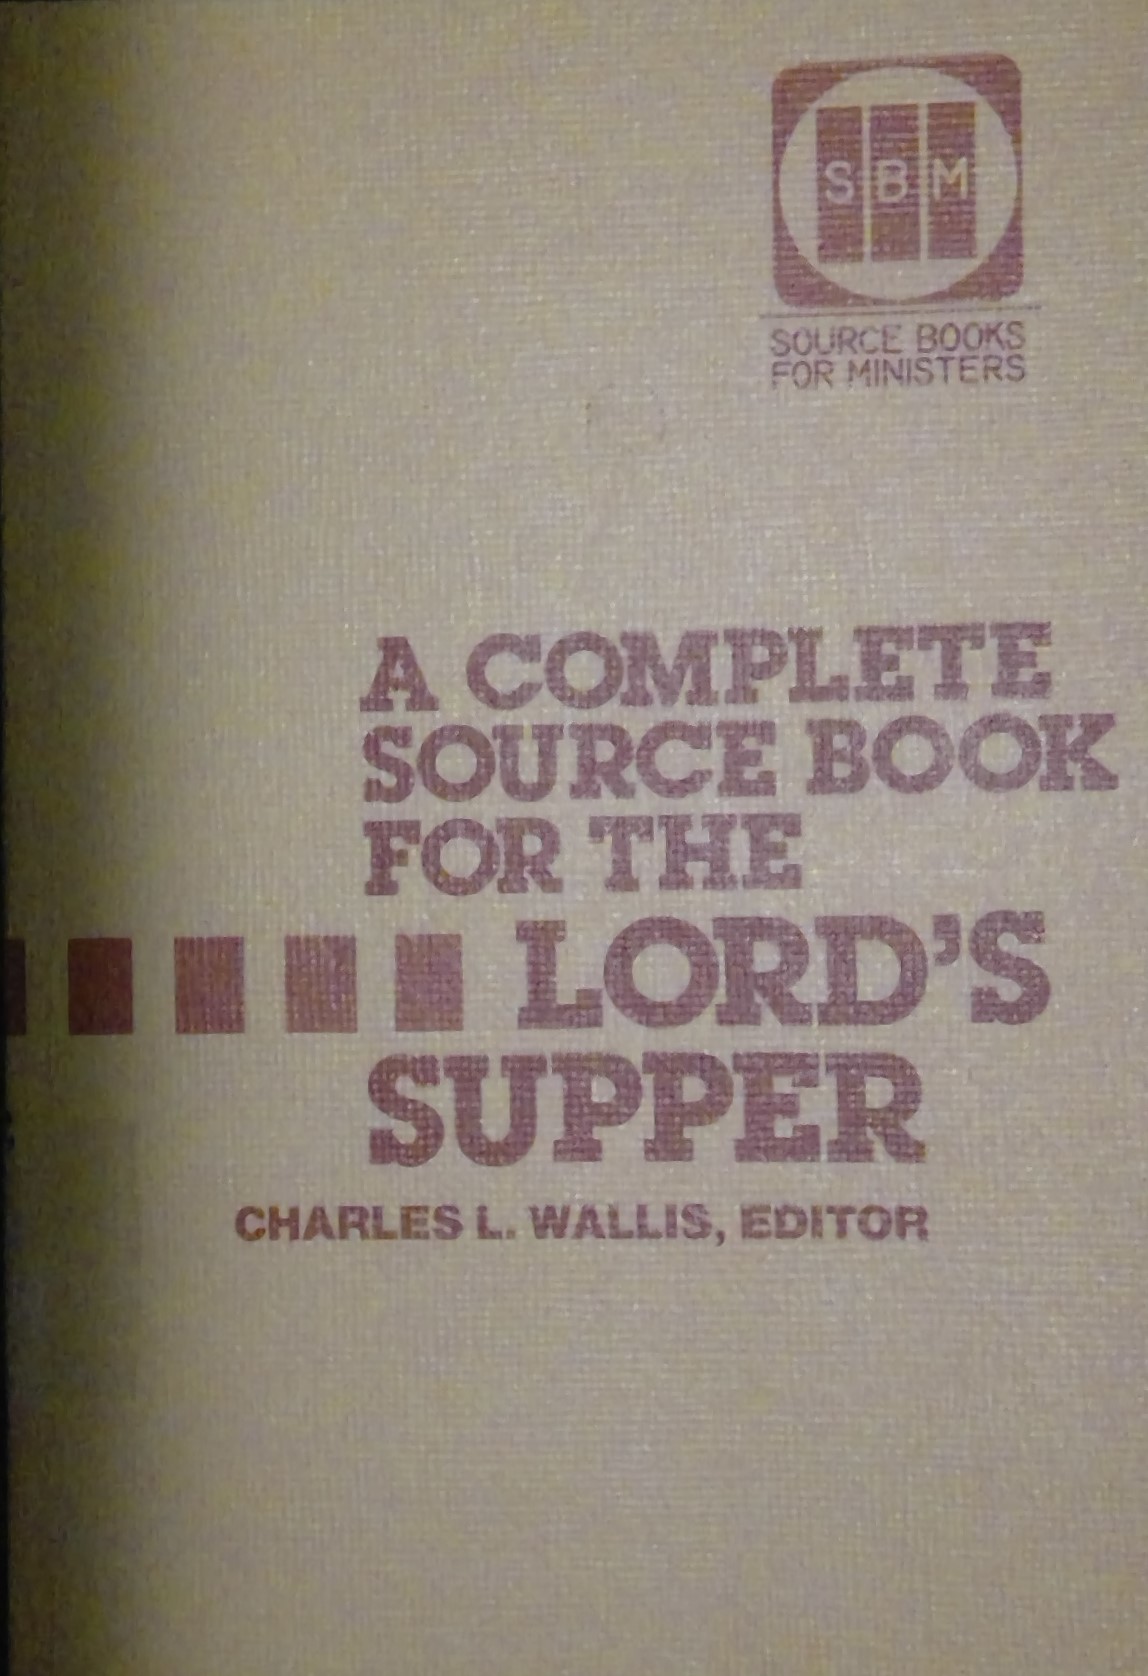 SBM
SOURCE BOOKS
FOR MINISTERS
A COMPLETE
SOURCE BOOK
FOR THE
LORD'S
SUPPER
CHARLES L. WALLIS, EDITOR